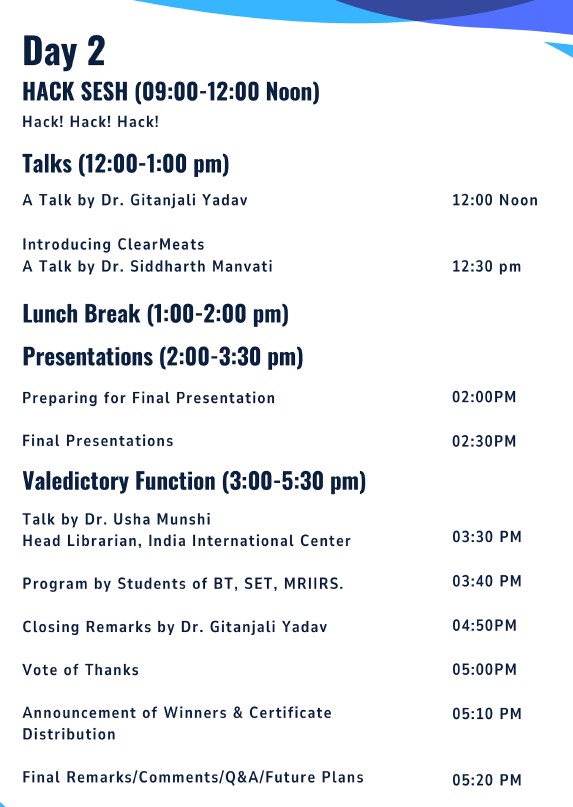 Day 2
HACK SESH (09:00-12:00 Noon)
Hack! Hack! Hack!
Talks (12:00-1:00 pm)
A Talk by Dr. Gitanjali Yadav 12:00 Noon
Introducing ClearMeats
A Talk by Dr. Siddharth Manvati 12:30 pm
Lunch Break (1:00-2:00 pm)
Presentations (2:00-3:30 pm)
Preparing for Final Presentation 02:00PM
Final Presentations 02:30PM
Valedictory Function (3:00-5:30 pm)
Talk by Dr. Usha Munshi
Head Librarian, India International Center 03:30 PM
Program by Students of BT, SET, MRIIRS. 03:40 PM
Closing Remarks by Dr. Gitanjali Yadav 04:50PM
Vote of Thanks 05:00PM
Announcement of Winners & Certificate 05:10 PM
Distribution
Final Remarks/Comments/Q&A/Future Plans 05:20 PM